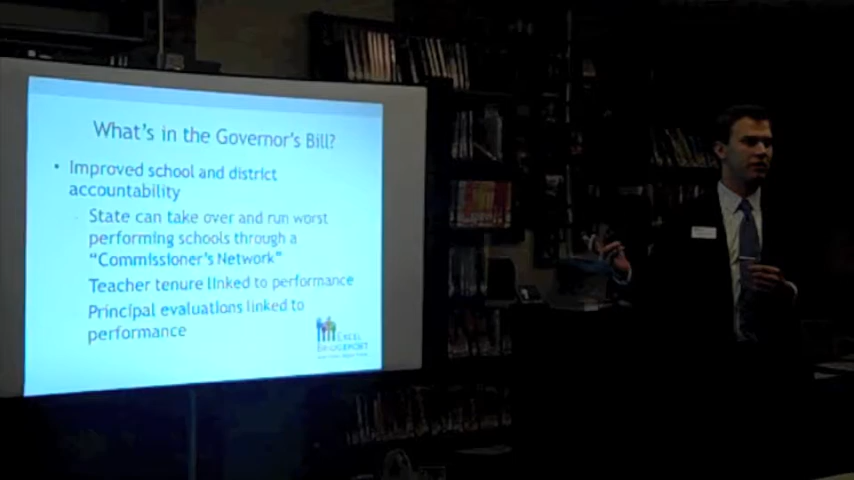 What's in the Governor's Bill?
• Improved school and district
accountability
State can take over and run worst
performing schools through a
"Commissioner's Network"
Teacher tenure linked to performance
Principal evaluations linked to
performance
EXCEL
BRIDGEPORT